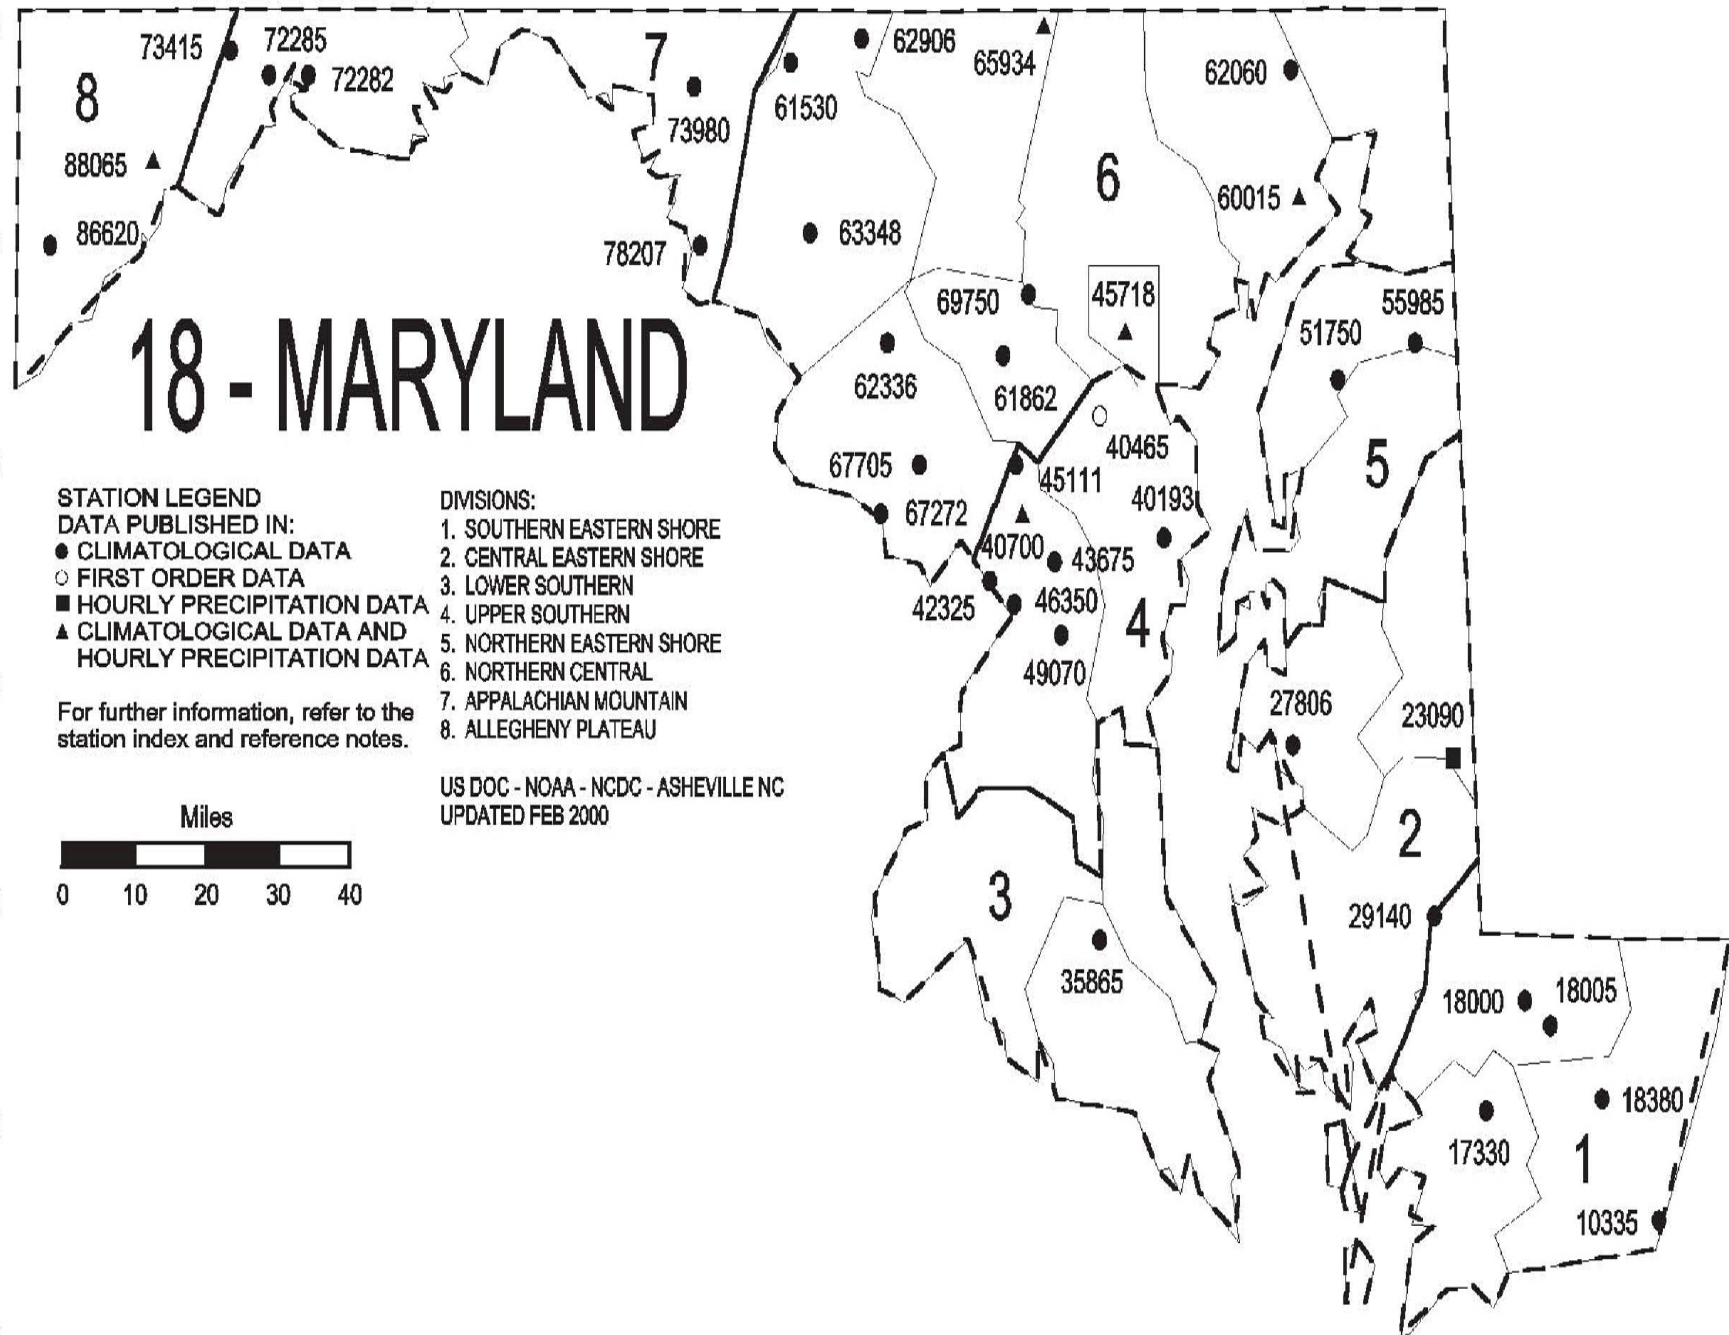 73415
72285
72282
8
88065
86620
7
73980
78207
61530
62906
65934
62060
6
60015
63348
69750
45718
55985
51750
62336
61862
40465
5
67705
45111
40193
67272
40700
43675
42325
46350
4
49070
27806
23090
2
3
29140
35865
18000
18005
18380
17330
1
10335
18 - MARYLAND
STATION LEGEND
DATA PUBLISHED IN:
CLIMATOLOGICAL DATA
FIRST ORDER DATA
HOURLY PRECIPITATION DATA
CLIMATOLOGICAL DATA AND
HOURLY PRECIPITATION DATA
For further information, refer to the
station index and reference notes.
DIVISIONS:
1. SOUTHERN EASTERN SHORE
2. CENTRAL EASTERN SHORE
3. LOWER SOUTHERN
4. UPPER SOUTHERN
5. NORTHERN EASTERN SHORE
6. NORTHERN CENTRAL
7. APPALACHIAN MOUNTAIN
8. ALLEGHENY PLATEAU
US DOC - NOAA - NCDC - ASHEVILLE NC
UPDATED FEB 2000
Miles
0 10 20 30 40